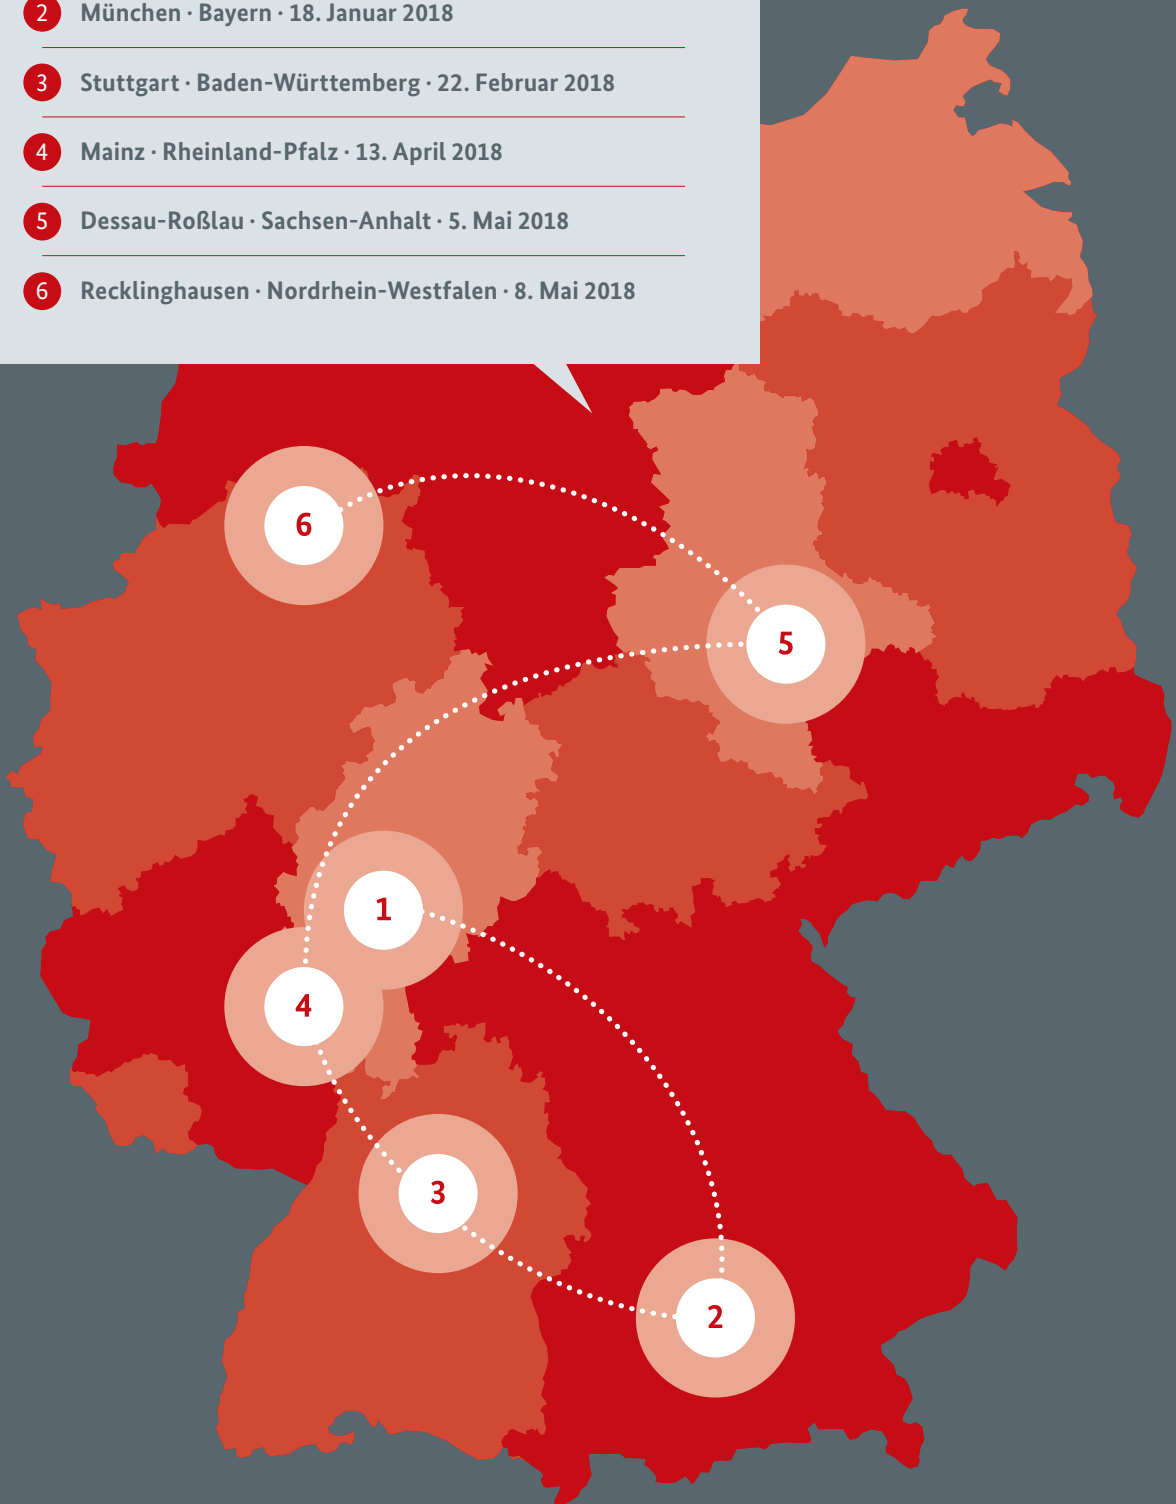 2 München · Bayern · 18. Januar 2018
3 Stuttgart · Baden-Württemberg · 22. Februar 2018
4 Mainz · Rheinland-Pfalz · 13. April 2018
5 Dessau-Roßlau · Sachsen-Anhalt · 5. Mai 2018
6 Recklinghausen · Nordrhein-Westfalen · 8. Mai 2018
6
5
1
4
3
2